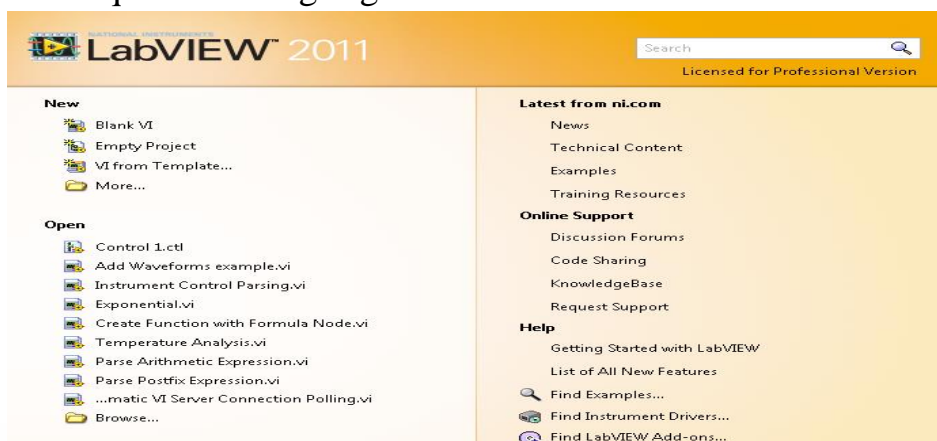 NATIONAL INSTRUMENTS
LabVIEW™ 2011
Search
Licensed for Professional Version
New
Blank VI
Empty Project
VI from Template...
More...
Open
Control 1.ctl
Add Waveforms example.vi
Instrument Control Parsing.vi
Exponential.vi
Create Function with Formula Node.vi
Temperature Analysis.vi
Parse Arithmetic Expression.vi
Parse Postfix Expression.vi
...matic VI Server Connection Polling.vi
Browse...
Latest from ni.com
News
Technical Content
Examples
Training Resources
Online Support
Discussion Forums
Code Sharing
KnowledgeBase
Request Support
Help
Getting Started with LabVIEW
List of All New Features
Find Examples...
Find Instrument Drivers...
Find LabVIEW Add-ons...